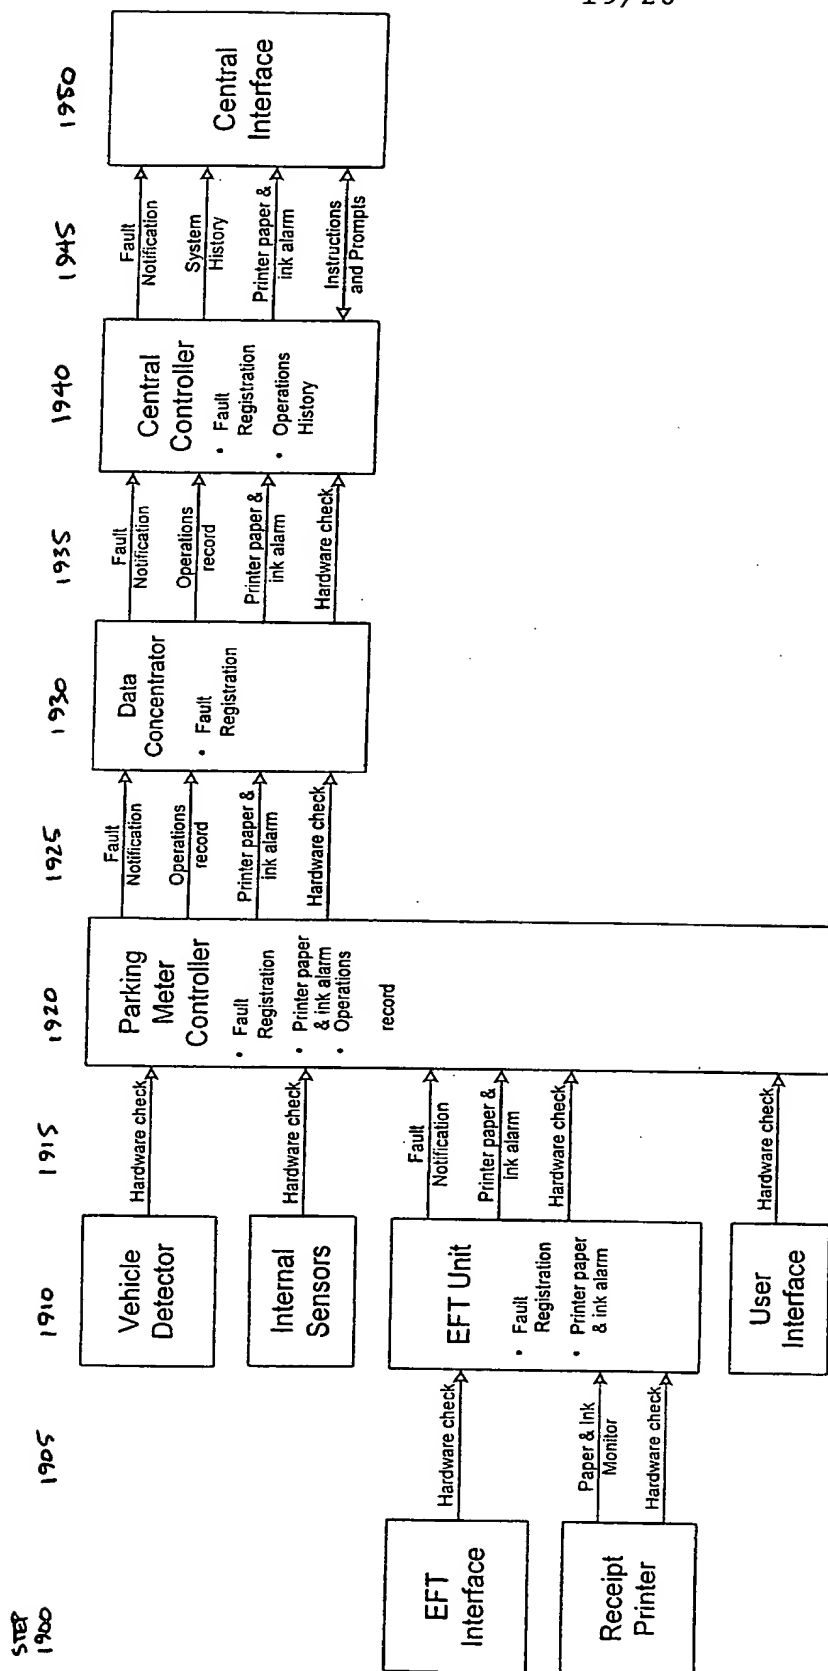 19/20
STEP
1900
1905
1910
1915
1920
1925
1930
1935
1940
1945
1950
EFT
Interface
Receipt
Printer
Hardware check
Paper & Ink
Monitor
Hardware check
Vehicle
Detector
Internal
Sensors
EFT Unit
• Fault
Registration
• Printer paper
& ink alarm
User
Interface
Hardware check
Hardware check
Fault
Notification
Printer paper &
ink alarm
Hardware check
Hardware check
Parking
Meter
Controller
• Fault
Registration
• Printer paper
& ink alarm
• Operations
record
Fault
Notification
Operations
record
Printer paper &
ink alarm
Hardware check
Data
Concentrator
• Fault
Registration
Fault
Notification
Operations
record
Printer paper &
ink alarm
Hardware check
Central
Controller
• Fault
Registration
• Operations
History
Fault
Notification
System
History
Printer paper &
ink alarm
Instructions
and Prompts
Central
Interface